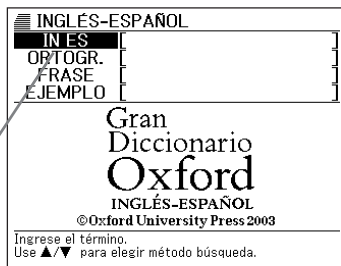 INGLÉS-ESPAÑOL
IN ES [ ]
ORTOGR.
FRASE
EJEMPLO [ ]
Gran
Diccionario
Oxford
INGLÉS-ESPAÑOL
©Oxford University Press 2003
Ingrese el término.
Use ▲/▼ para elegir método búsqueda.